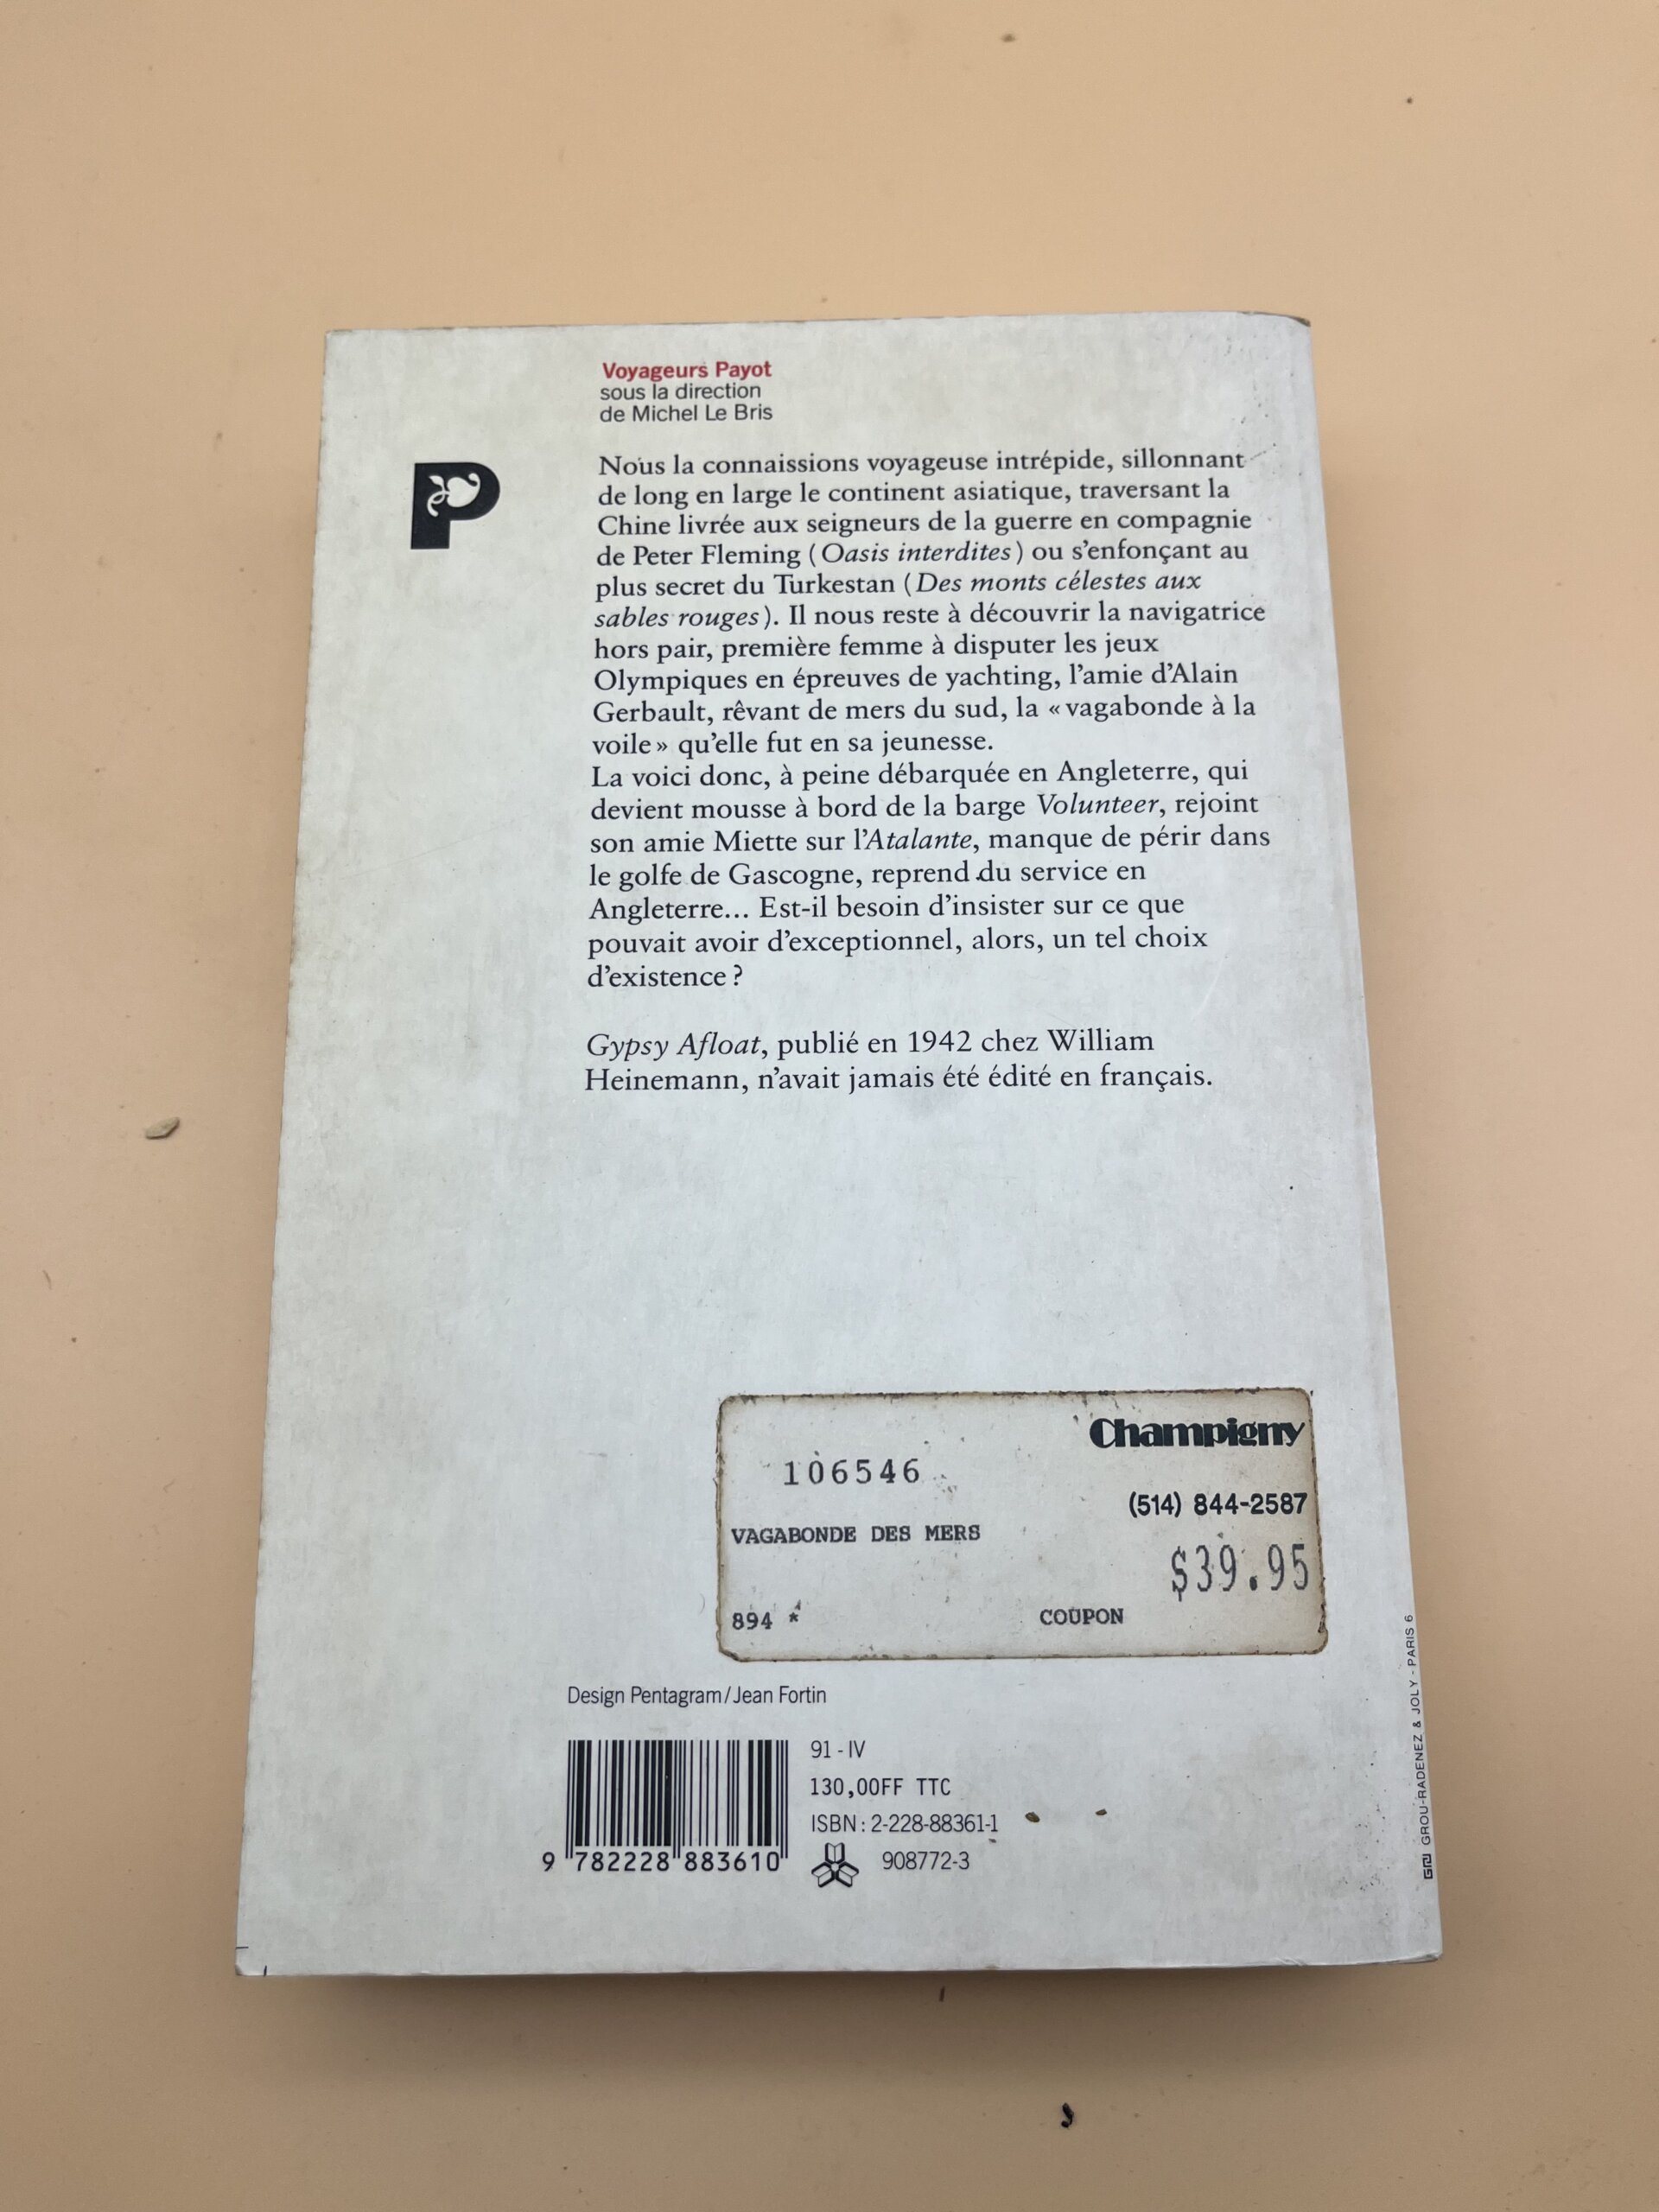 Voyageurs Payot
sous la direction
de Michel Le Bris
P
Nous la connaissions voyageuse intrépide, sillonnant
de long en large le continent asiatique, traversant la
Chine livrée aux seigneurs de la guerre en compagnie
de Peter Fleming (Oasis interdites) ou s'enfonçant au
plus secret du Turkestan (Des monts célestes aux
sables rouges). Il nous reste à découvrir la navigatrice
hors pair, première femme à disputer les jeux
Olympiques en épreuves de yachting, l'amie d'Alain
Gerbault, rêvant de mers du sud, la « vagabonde à la
voile » qu'elle fut en sa jeunesse.
La voici donc, à peine débarquée en Angleterre, qui
devient mousse à bord de la barge Volunteer, rejoint
son amie Miette sur l'Atalante, manque de périr dans
le golfe de Gascogne, reprend du service en
Angleterre... Est-il besoin d'insister sur ce que
pouvait avoir d'exceptionnel, alors, un tel choix
d'existence ?
Gypsy Afloat, publié en 1942 chez William
Heinemann, n'avait jamais été édité en français.
Champigny
106546
(514) 844-2587
VAGABONDE DES MERS
$39.95
894 *
COUPON
Design Pentagram/Jean Fortin
91 - IV
130,00FF TTC
ISBN : 2-228-88361-1
908772-3
9 782228 883610
GRJ GROU-RADENEZ & JOLY - PARIS 6